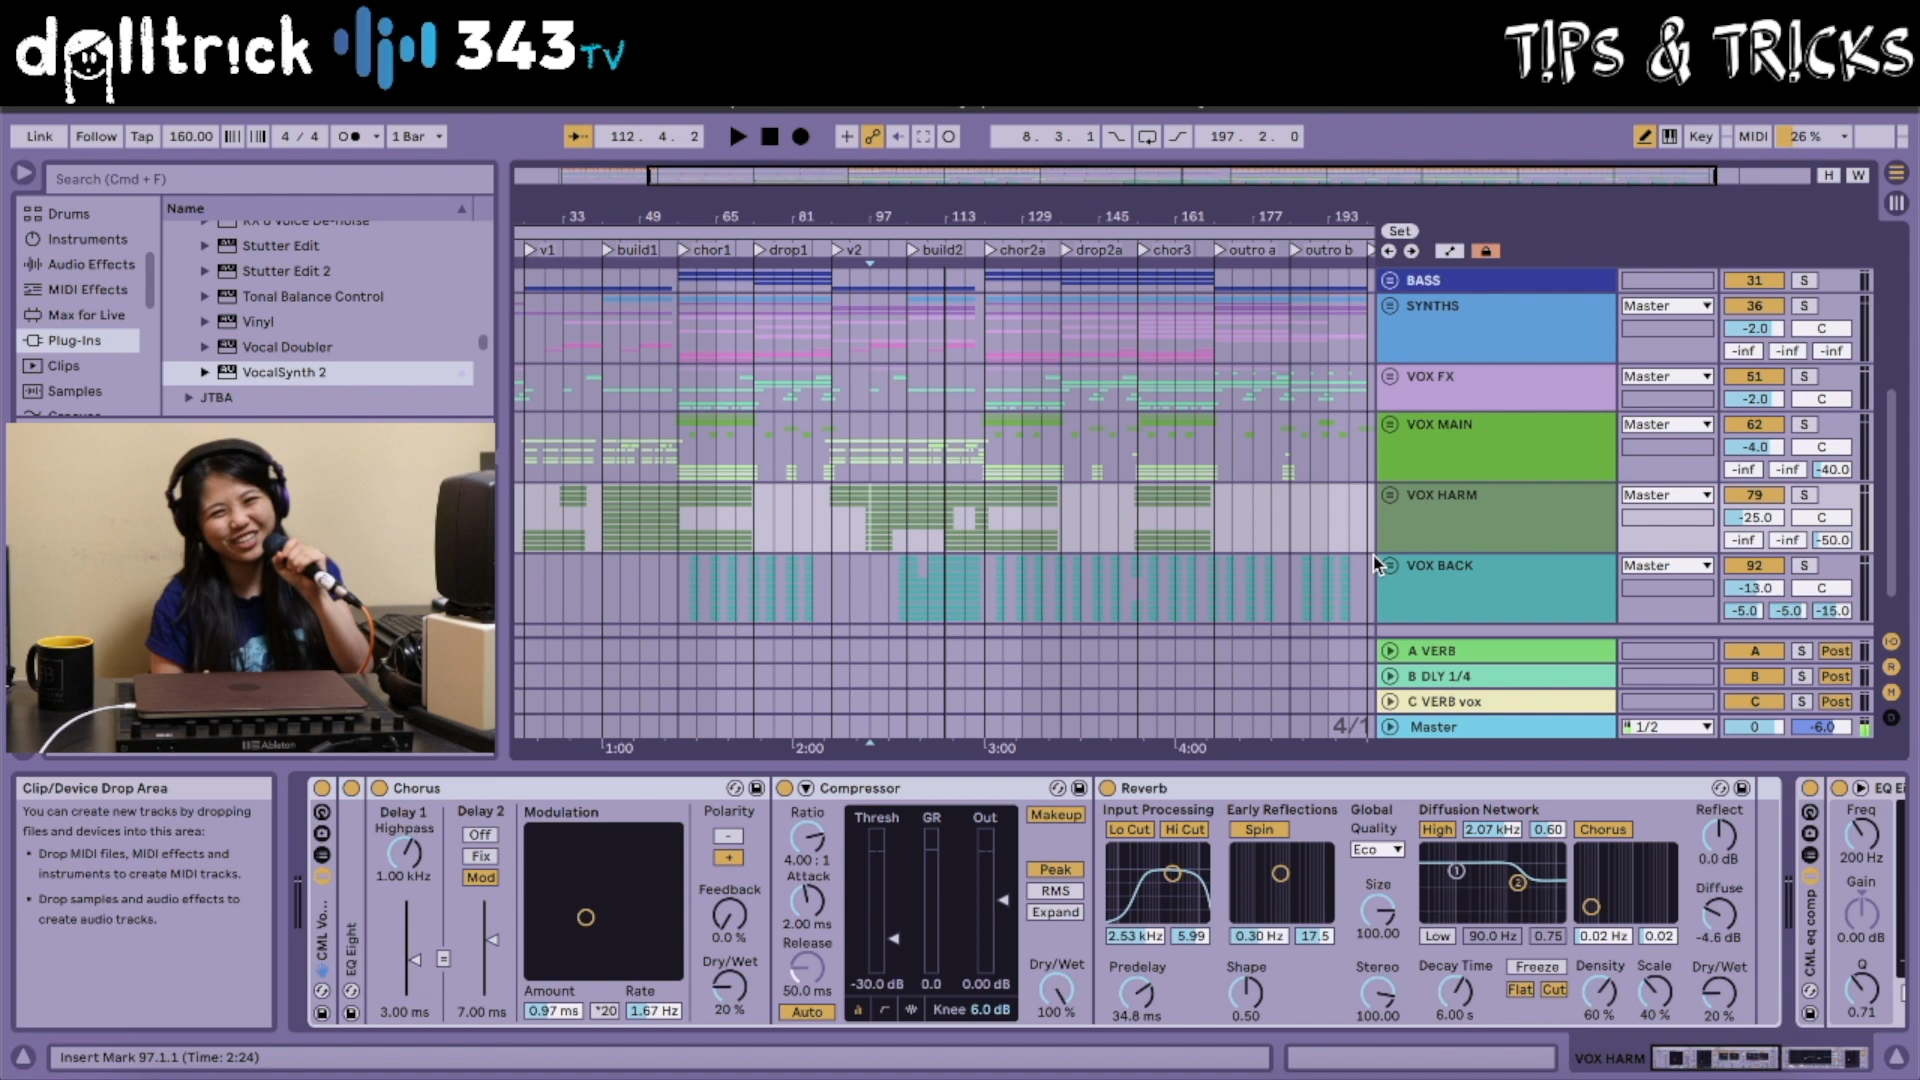 dolltrick 343 TV
TIPS & TRICKS
Link Follow Tap 160.00 4 / 4 1 Bar 112. 4. 2 8. 3. 1 197. 2. 0 Key MIDI 26 %
Search (Cmd + F)
H W
Name
Drums
Instruments
Audio Effects
MIDI Effects
Max for Live
Plug-Ins
Clips
Samples
RX 8 Voice De-noise
Stutter Edit
Stutter Edit 2
Tonal Balance Control
Vinyl
Vocal Doubler
VocalSynth 2
JTBA
33 49 65 81 97 113 129 145 161 177 193
Set
v1 build1 chor1 drop1 v2 build2 chor2a drop2a chor3 outro a outro b
BASS 31 S
SYNTHS Master 36 S
-2.0 C
-inf -inf -inf
VOX FX Master 51 S
-2.0 C
VOX MAIN Master 62 S
-4.0 C
-inf -inf -40.0
VOX HARM Master 79 S
-25.0 C
-inf -inf -50.0
VOX BACK Master 92 S
-13.0 C
-5.0 -5.0 -15.0
A VERB A S Post
B DLY 1/4 B S Post
C VERB vox C S Post
4/1 Master 1/2 0 -6.0
1:00 2:00 3:00 4:00
I·O
R
M
D
Ableton
Clip/Device Drop Area
You can create new tracks by dropping
files and devices into this area:
• Drop MIDI files, MIDI effects and
instruments to create MIDI tracks.
• Drop samples and audio effects to
create audio tracks.
CML Vo...
EQ Eight
Chorus
Delay 1
Highpass
1.00 kHz
3.00 ms
Delay 2
Off
Fix
Mod
7.00 ms
Modulation
Amount Rate
0.97 ms *20 1.67 Hz
Polarity
-
+
Feedback
0.0 %
Dry/Wet
20 %
Compressor
Ratio
4.00 : 1
Attack
2.00 ms
Release
50.0 ms
Auto
Thresh GR Out
-30.0 dB 0.0 0.00 dB
Knee 6.0 dB
Makeup
Peak
RMS
Expand
Dry/Wet
100 %
Reverb
Input Processing
Lo Cut Hi Cut
2.53 kHz 5.99
Predelay
34.8 ms
Early Reflections
Spin
0.30 Hz 17.5
Shape
0.50
Global
Quality
Eco
Size
100.00
Stereo
100.00
Diffusion Network
High 2.07 kHz 0.60 Chorus
1 2
Low 90.0 Hz 0.75 0.02 Hz 0.02
Decay Time
6.00 s
Freeze
Flat Cut
Density
60 %
Scale
40 %
Reflect
0.0 dB
Diffuse
-4.6 dB
Dry/Wet
20 %
CML eq comp
EQ Ei
Freq
200 Hz
Gain
0.00 dB
Q
0.71
Insert Mark 97.1.1 (Time: 2:24)
VOX HARM